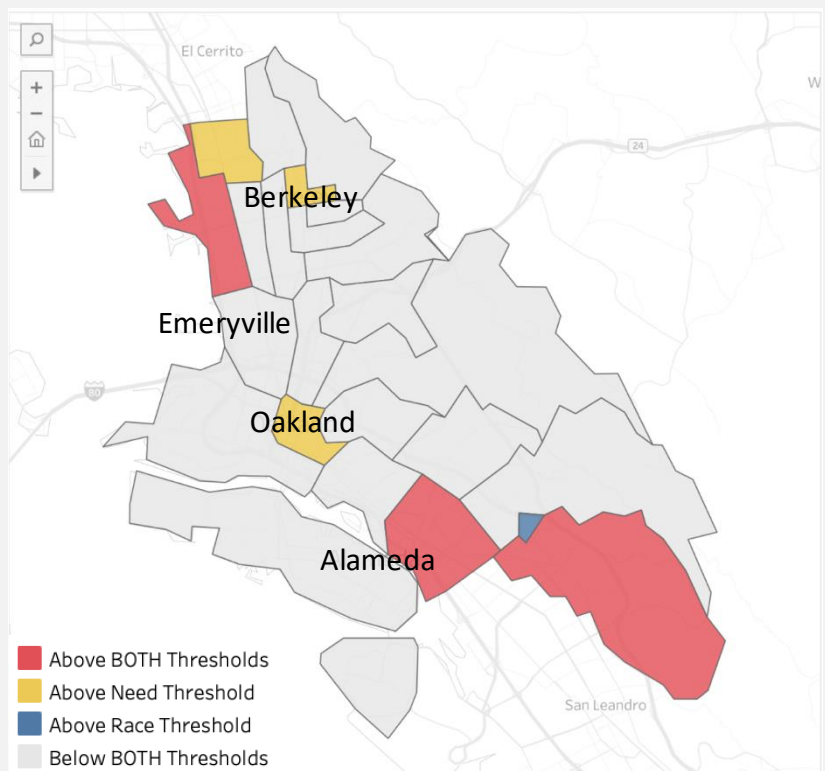 El Cerrito
W
+
−
24
Berkeley
Emeryville
80
Oakland
Alameda
San Leandro
Above BOTH Thresholds
Above Need Threshold
Above Race Threshold
Below BOTH Thresholds